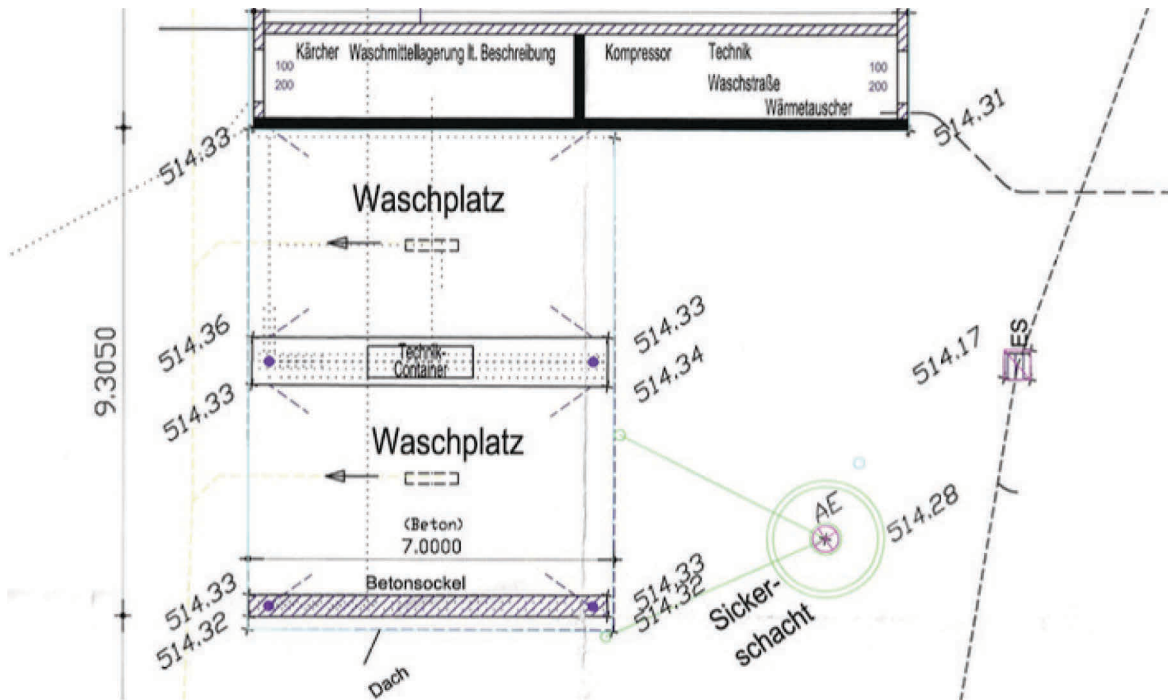 Kärcher Waschmittellagerung lt. Beschreibung
Kompressor Technik
Waschstraße
Wärmetauscher
100
200
100
200
514.33
514.31
Waschplatz
9.3050
514.36
514.33
Technik-
Container
514.33
514.34
514.17
ES
Waschplatz
(Beton)
7.0000
AE
514.28
Sicker-
schacht
Betonsockel
514.33
514.32
514.33
514.32
Dach